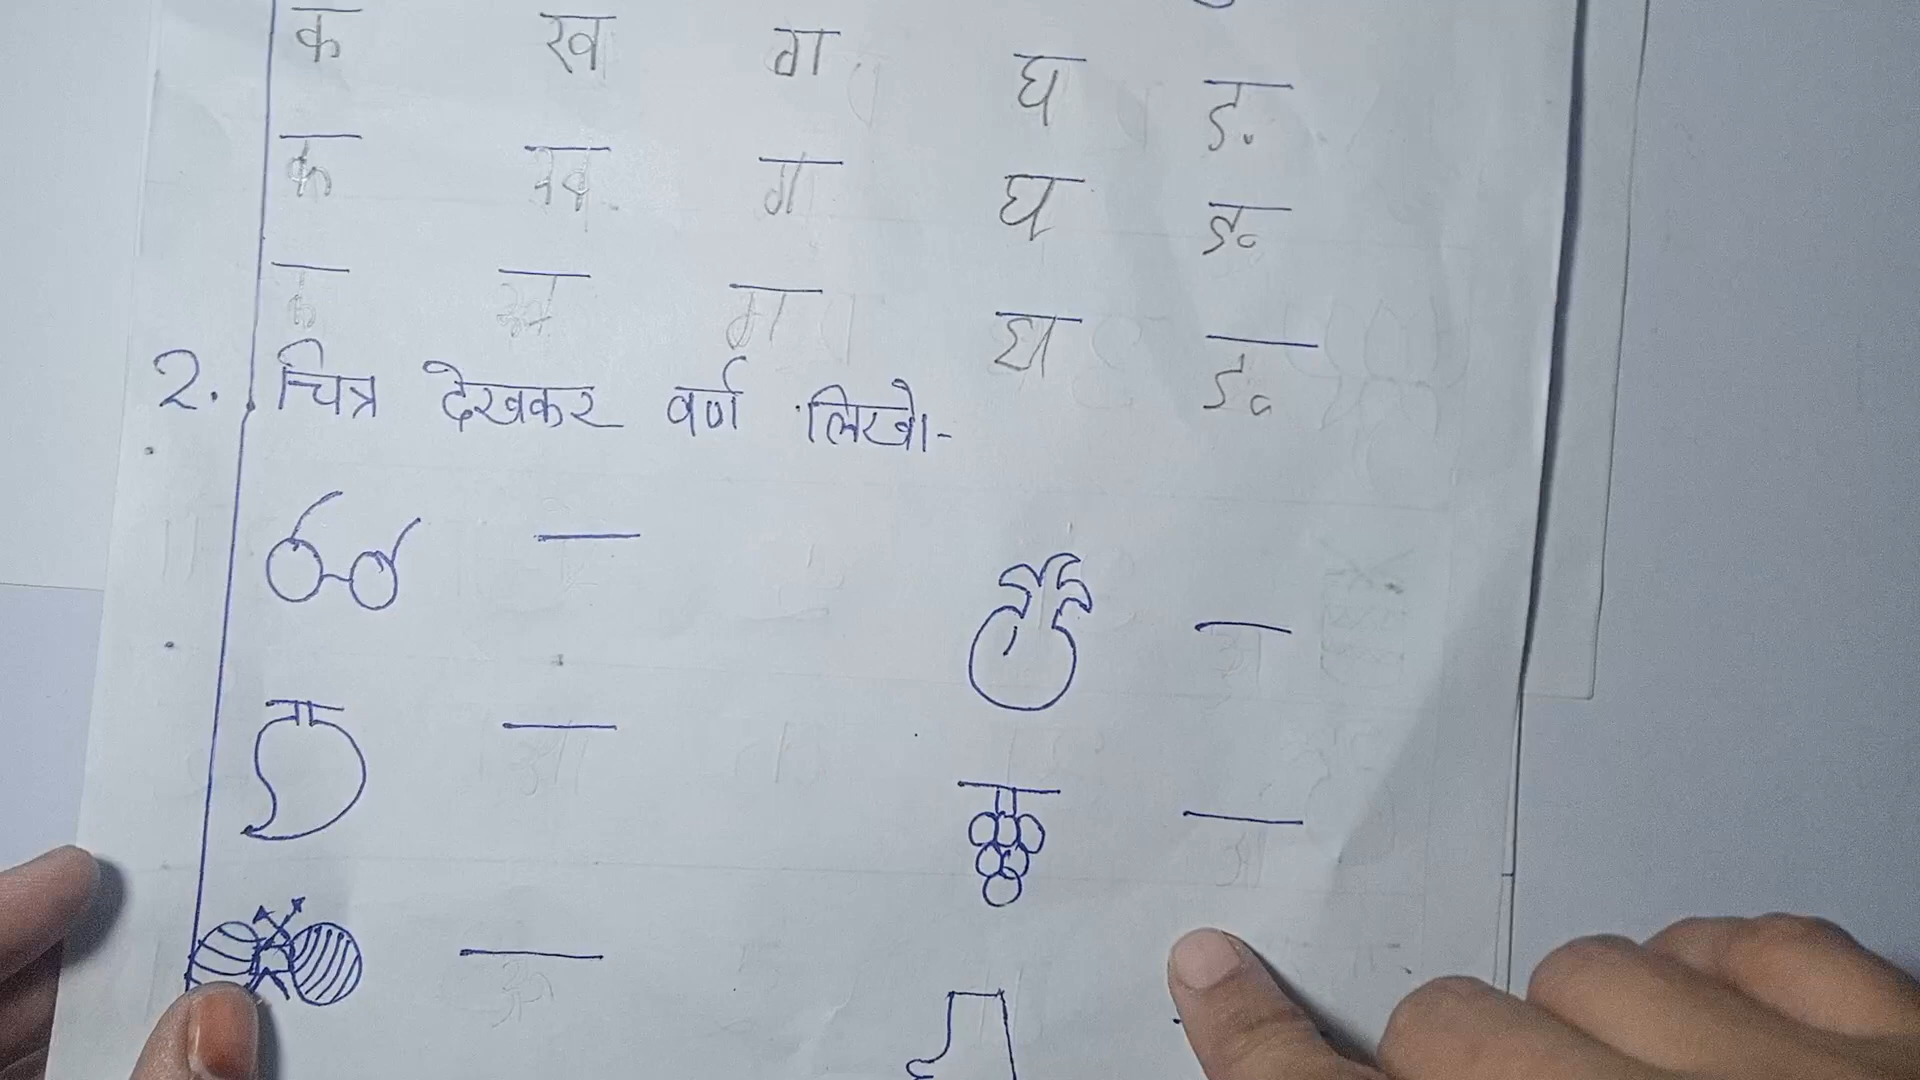 क ख ग घ ङ
क ख ग घ ङ
क ख ग घ ङ
2. चित्र देखकर वर्ण लिखो-